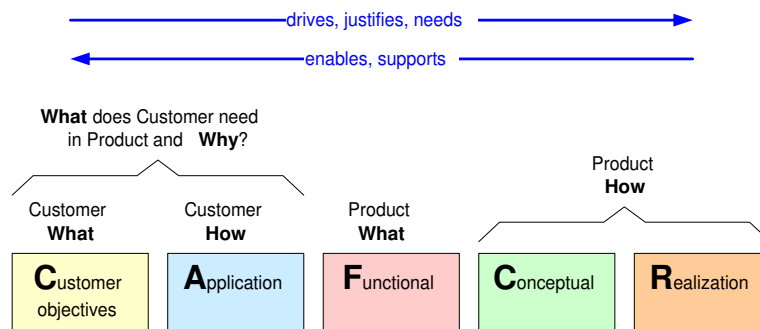 drives, justifies, needs
enables, supports
What does Customer need
in Product and Why?
Customer
What
Customer
How
Product
What
Product
How
Customer
objectives
Application
Functional
Conceptual
Realization